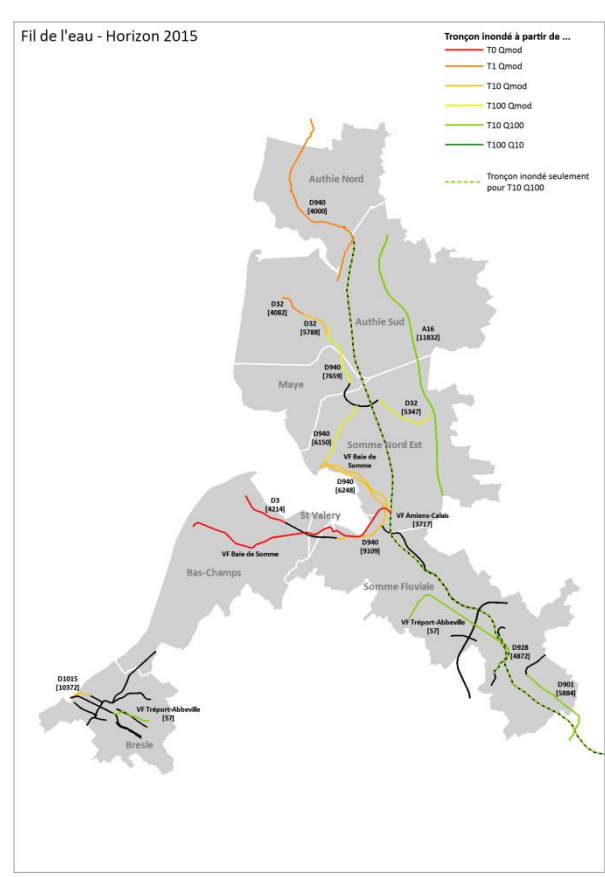 Fil de l'eau - Horizon 2015
Tronçon inondé à partir de ...
T0 Qmod
T1 Qmod
T10 Qmod
T100 Qmod
T10 Q100
T100 Q10
Tronçon inondé seulement
pour T10 Q100
Authie Nord
D940
[4000]
D32
[4082]
D32
[5788]
Authie Sud
A16
[11832]
D940
[7659]
Maye
D32
[5347]
D940
[6150]
Somme Nord Est
VF Baie de
Somme
D940
[6248]
D3
[4214]
St Valery
VF Amiens-Calais
[3717]
D940
[9109]
VF Baie de Somme
Bas-Champs
Somme Fluviale
VF Tréport-Abbeville
[57]
D928
[4872]
D901
[5884]
D1015
[10372]
VF Tréport-Abbeville
[57]
Bresle